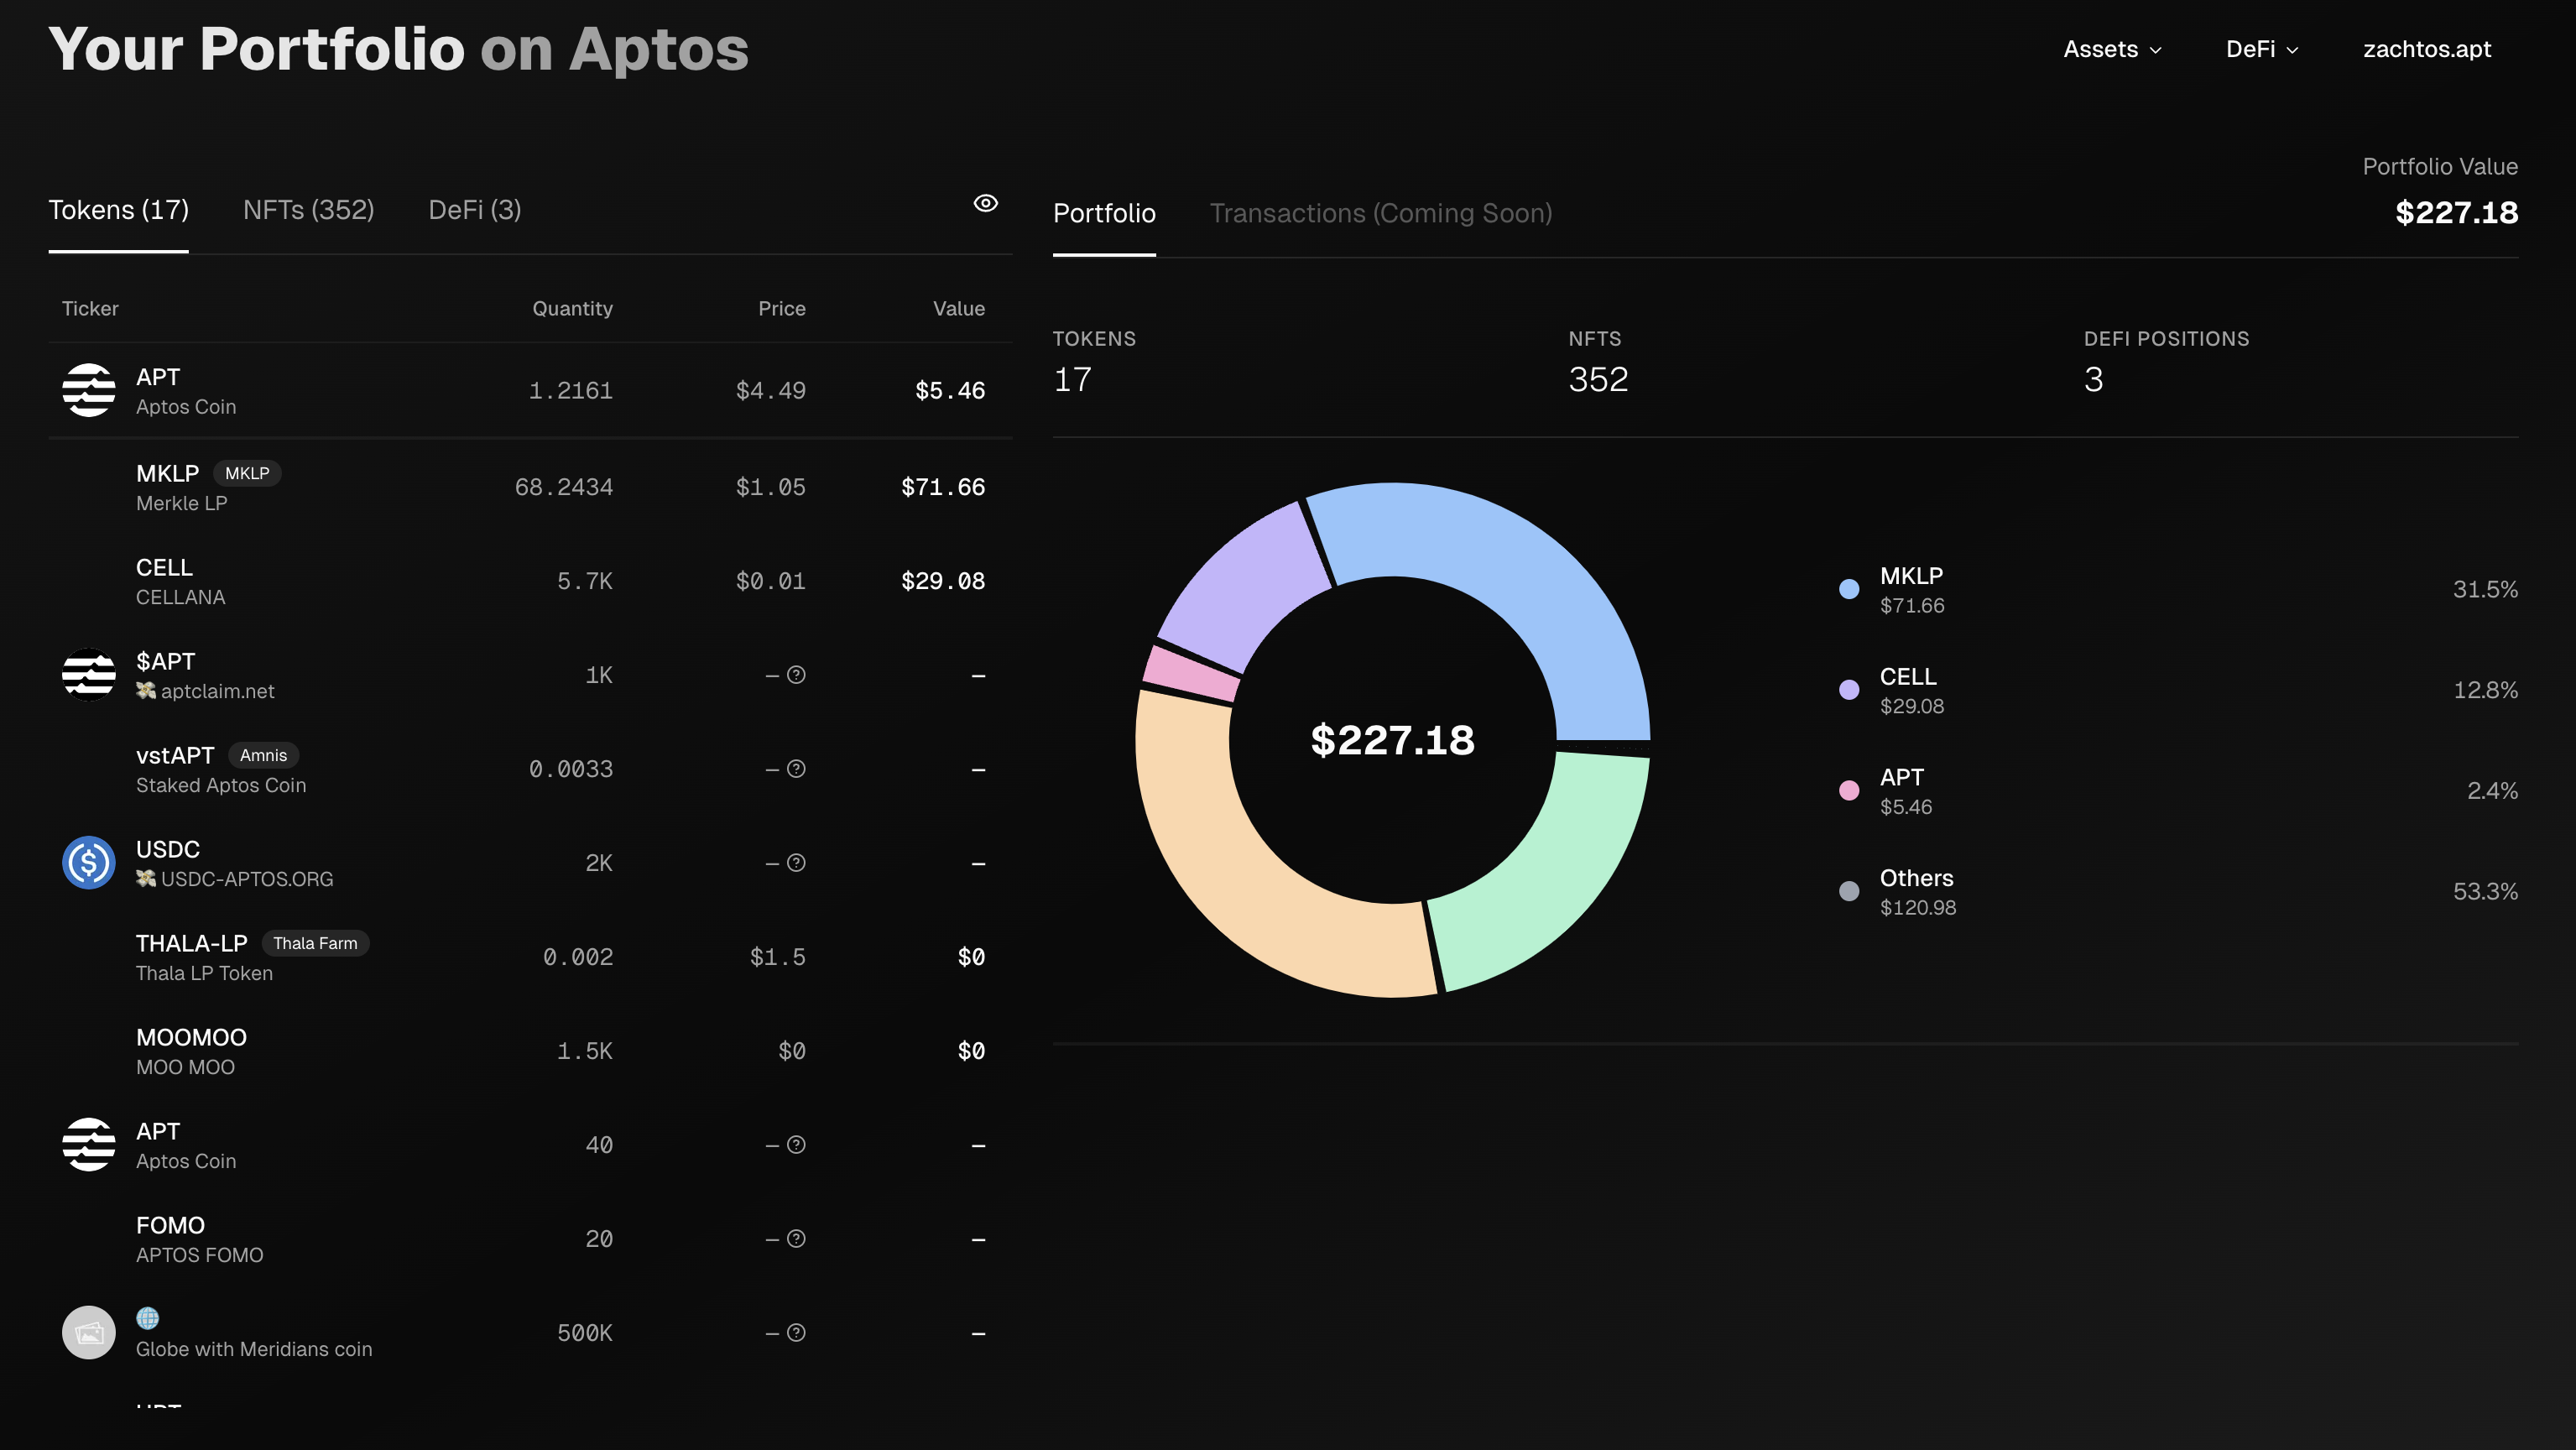 Your Portfolio on Aptos
Assets
DeFi
zachtos.apt
Tokens (17)
NFTs (352)
DeFi (3)
Ticker
Quantity
Price
Value
APT
Aptos Coin
1.2161
$4.49
$5.46
MKLP
MKLP
Merkle LP
68.2434
$1.05
$71.66
CELL
CELLANA
5.7K
$0.01
$29.08
$APT
💸 aptclaim.net
1K
– ?
–
vstAPT
Amnis
Staked Aptos Coin
0.0033
– ?
–
USDC
💸 USDC-APTOS.ORG
2K
– ?
–
THALA-LP
Thala Farm
Thala LP Token
0.002
$1.5
$0
MOOMOO
MOO MOO
1.5K
$0
$0
APT
Aptos Coin
40
– ?
–
FOMO
APTOS FOMO
20
– ?
–
🌐
Globe with Meridians coin
500K
– ?
–
Portfolio
Transactions (Coming Soon)
Portfolio Value
$227.18
TOKENS
17
NFTS
352
DEFI POSITIONS
3
$227.18
MKLP
$71.66
31.5%
CELL
$29.08
12.8%
APT
$5.46
2.4%
Others
$120.98
53.3%